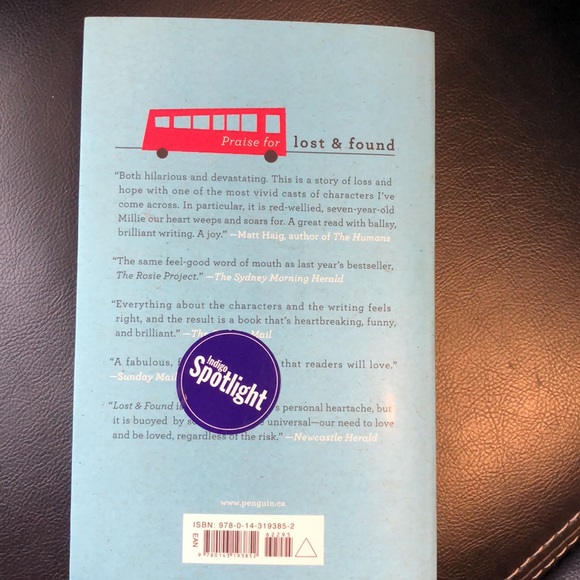 Praise for lost & found
"Both hilarious and devastating. This is a story of loss and
hope with one of the most vivid casts of characters I've
come across. In particular, it is red-wellied, seven-year-old
Millie our heart weeps and soars for. A great read with ballsy,
brilliant writing. A joy." —Matt Haig, author of The Humans
"The same feel-good word of mouth as last year's bestseller,
The Rosie Project." —The Sydney Morning Herald
"Everything about the characters and the writing feels
right, and the result is a book that's heartbreaking, funny,
and brilliant." — Mail
"A fabulous, that readers will love."
—Sunday Mail
Indigo
Spotlight
"Lost & Found is personal heartache, but
it is buoyed by universal—our need to love
and be loved, regardless of the risk." —Newcastle Herald
www.penguin.ca
ISBN: 978-0-14-319385-2
62295
EAN
9 780143 193852